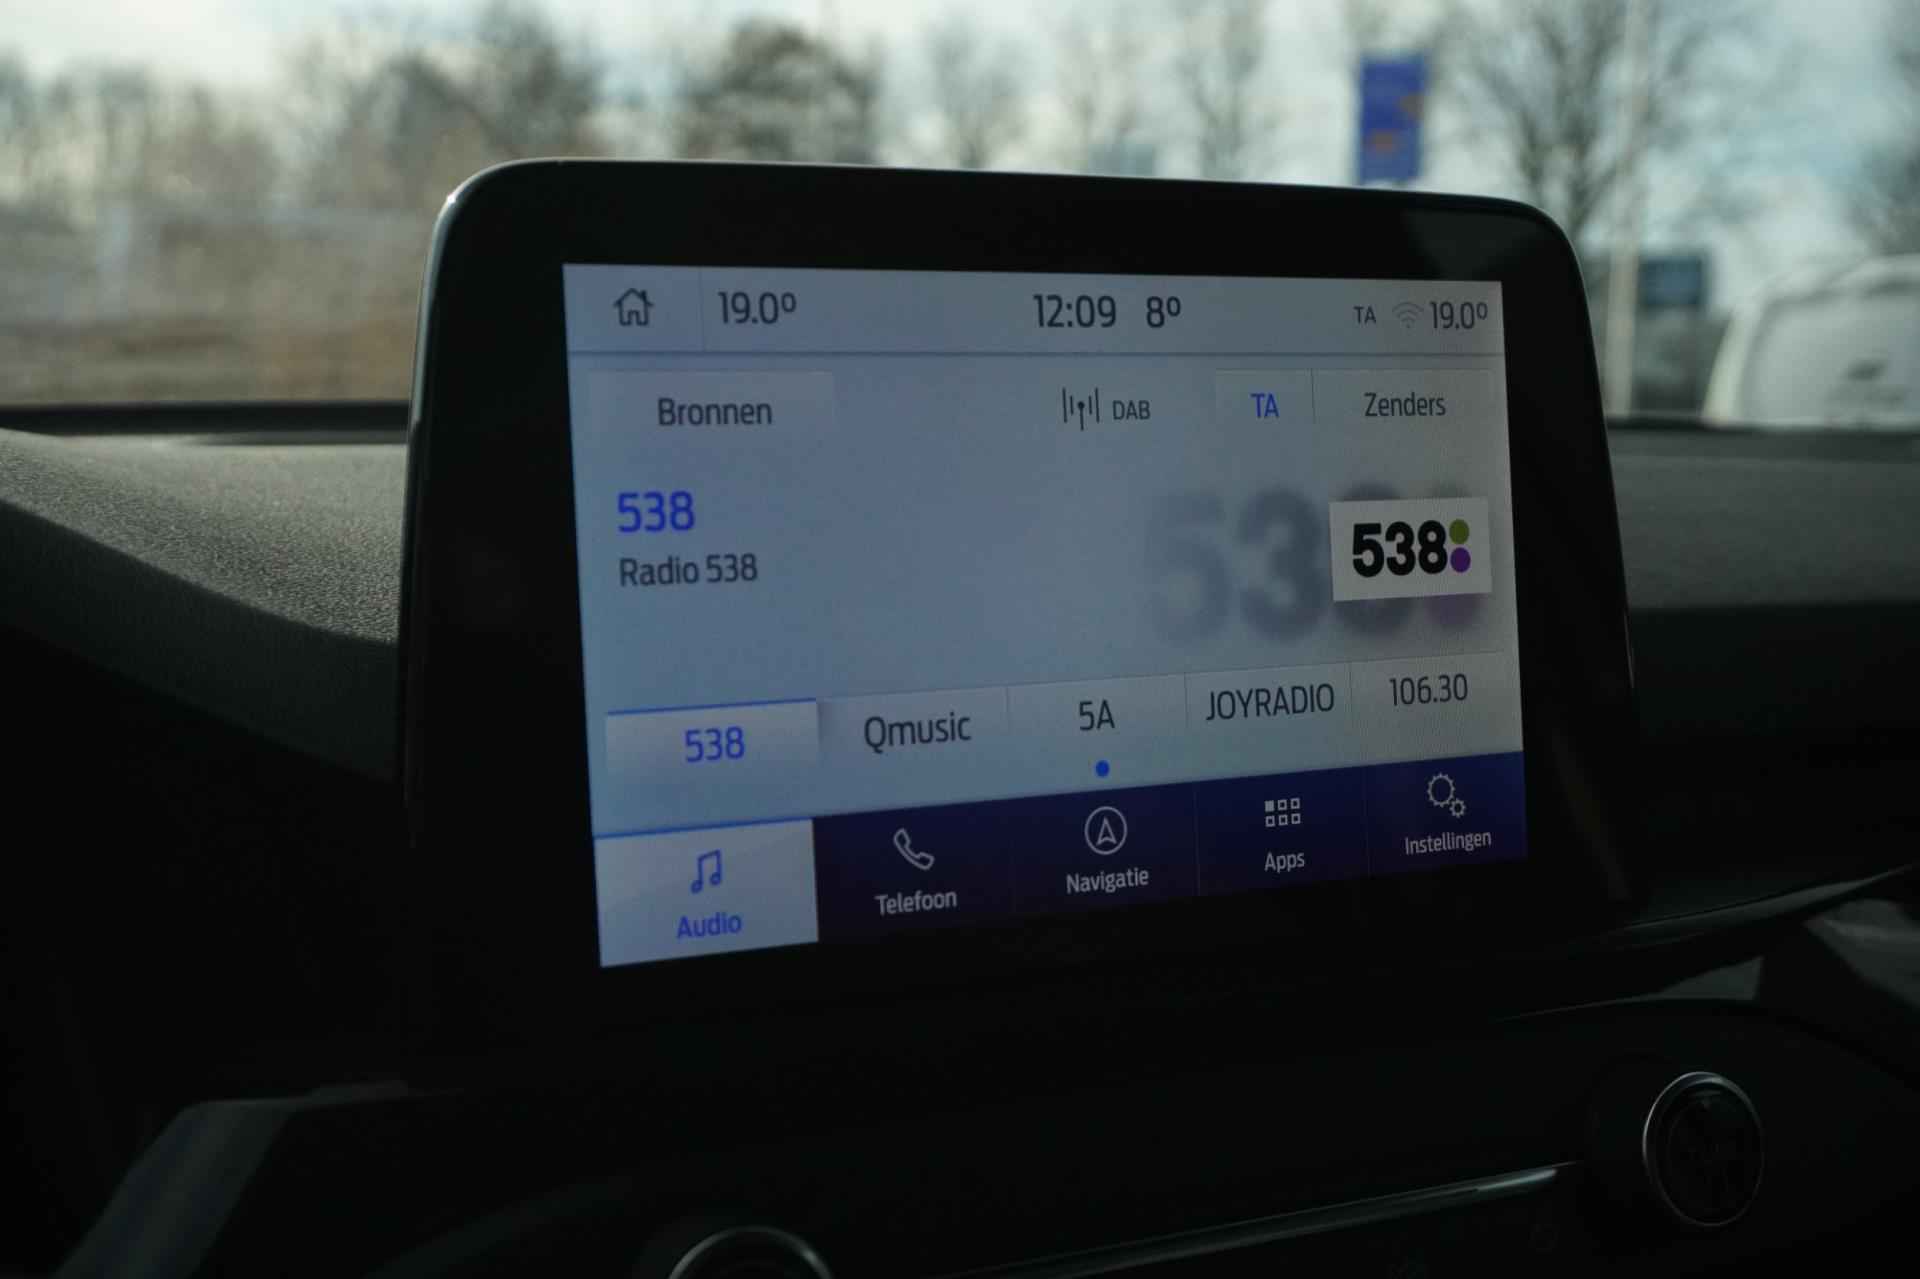 19.0º 12:09 8º TA 19.0º
Bronnen DAB TA Zenders
538
Radio 538
538
538 Qmusic 5A JOYRADIO 106.30
Audio Telefoon Navigatie Apps Instellingen